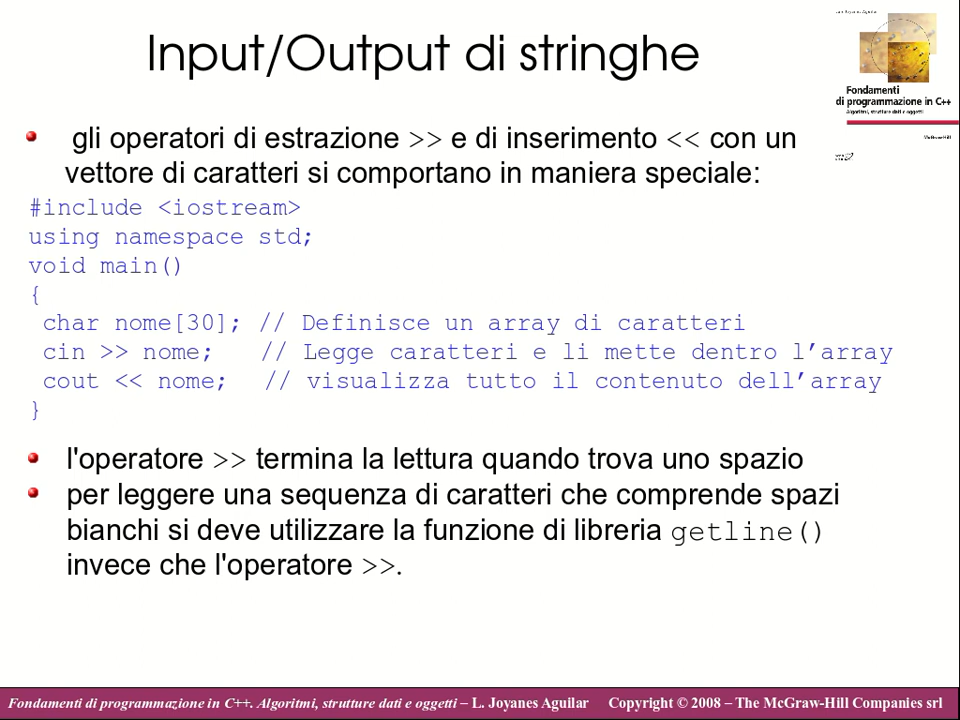 Input/Output di stringhe
Fondamenti
di programmazione in C++
Algoritmi, strutture dati e oggetti
McGraw-Hill
gli operatori di estrazione >> e di inserimento << con un
vettore di caratteri si comportano in maniera speciale:
#include <iostream>
using namespace std;
void main()
{
char nome[30]; // Definisce un array di caratteri
cin >> nome; // Legge caratteri e li mette dentro l’array
cout << nome; // visualizza tutto il contenuto dell’array
}
l'operatore >> termina la lettura quando trova uno spazio
per leggere una sequenza di caratteri che comprende spazi
bianchi si deve utilizzare la funzione di libreria getline()
invece che l'operatore >>.
Fondamenti di programmazione in C++. Algoritmi, strutture dati e oggetti – L. Joyanes Aguilar Copyright © 2008 – The McGraw-Hill Companies srl